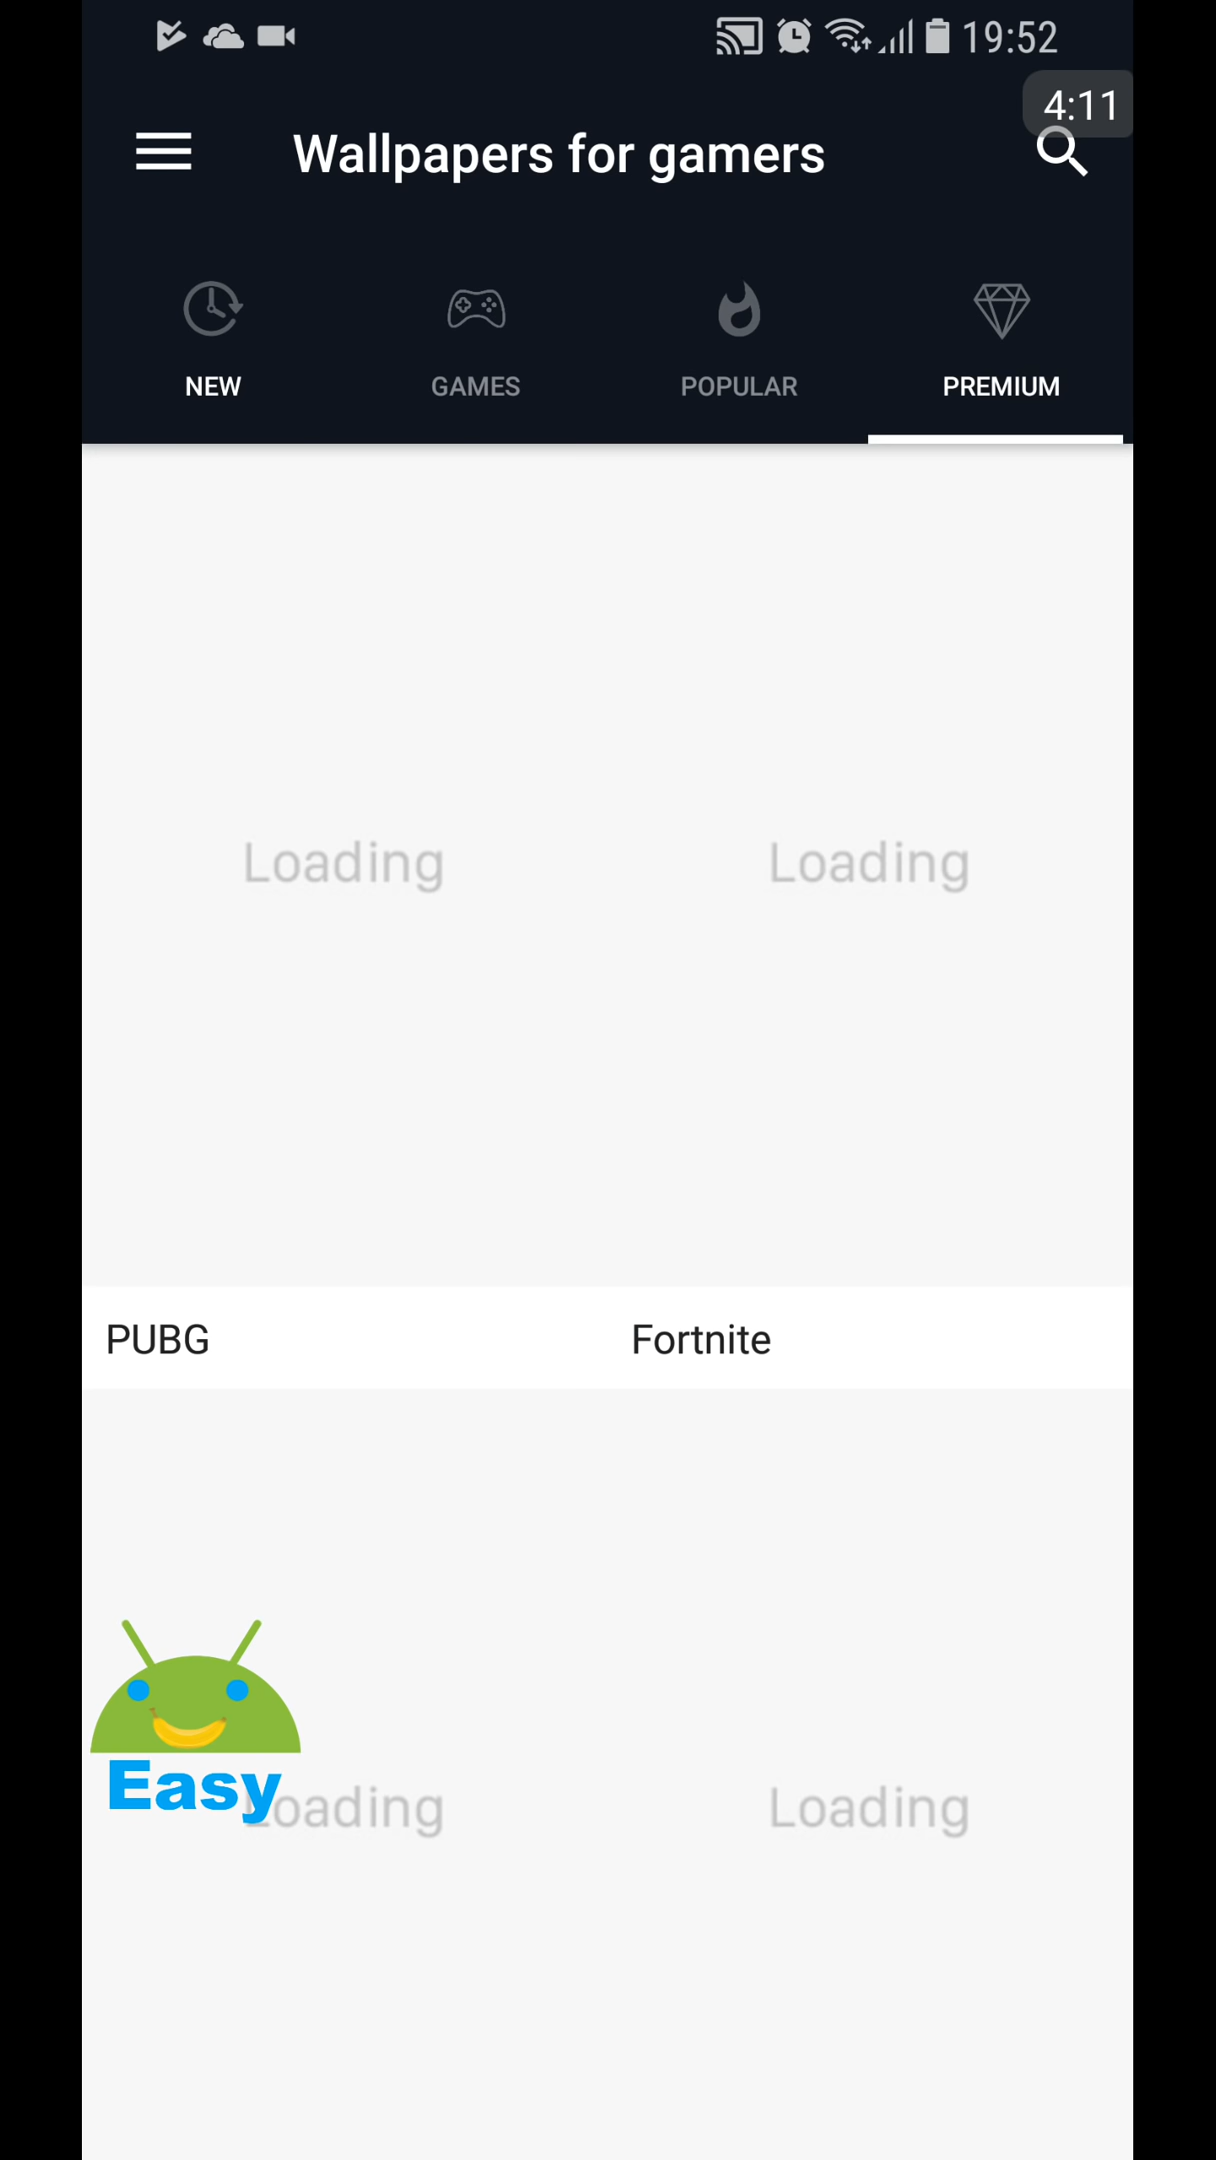 19:52
4:11
Wallpapers for gamers
NEW GAMES POPULAR PREMIUM
Loading Loading
PUBG Fortnite
Easy
Loading Loading